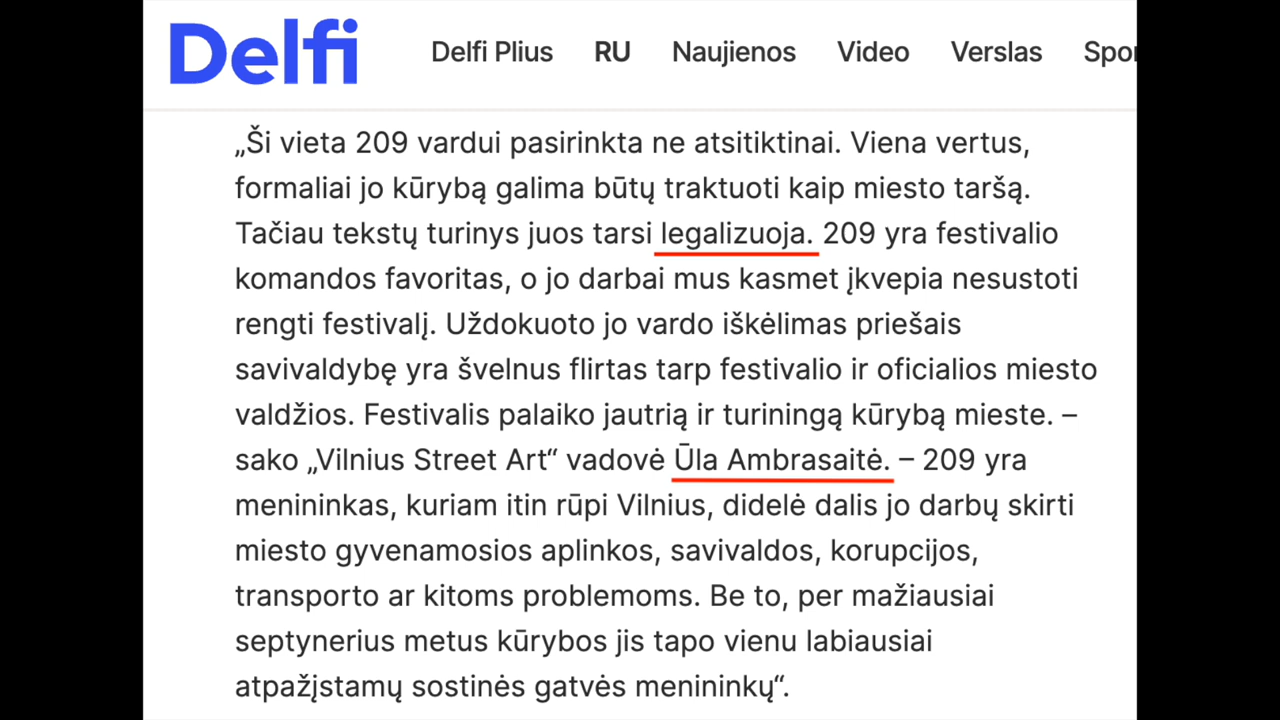 Delfi
Delfi Plius RU Naujienos Video Verslas Spor
„Ši vieta 209 vardui pasirinkta ne atsitiktinai. Viena vertus,
formaliai jo kūrybą galima būtų traktuoti kaip miesto taršą.
Tačiau tekstų turinys juos tarsi legalizuoja. 209 yra festivalio
komandos favoritas, o jo darbai mus kasmet įkvepia nesustoti
rengti festivalį. Uždokuoto jo vardo iškėlimas priešais
savivaldybę yra švelnus flirtas tarp festivalio ir oficialios miesto
valdžios. Festivalis palaiko jautrią ir turiningą kūrybą mieste. –
sako „Vilnius Street Art“ vadovė Ūla Ambrasaitė. – 209 yra
menininkas, kuriam itin rūpi Vilnius, didelė dalis jo darbų skirti
miesto gyvenamosios aplinkos, savivaldos, korupcijos,
transporto ar kitoms problemoms. Be to, per mažiausiai
septynerius metus kūrybos jis tapo vienu labiausiai
atpažįstamų sostinės gatvės menininkų“.